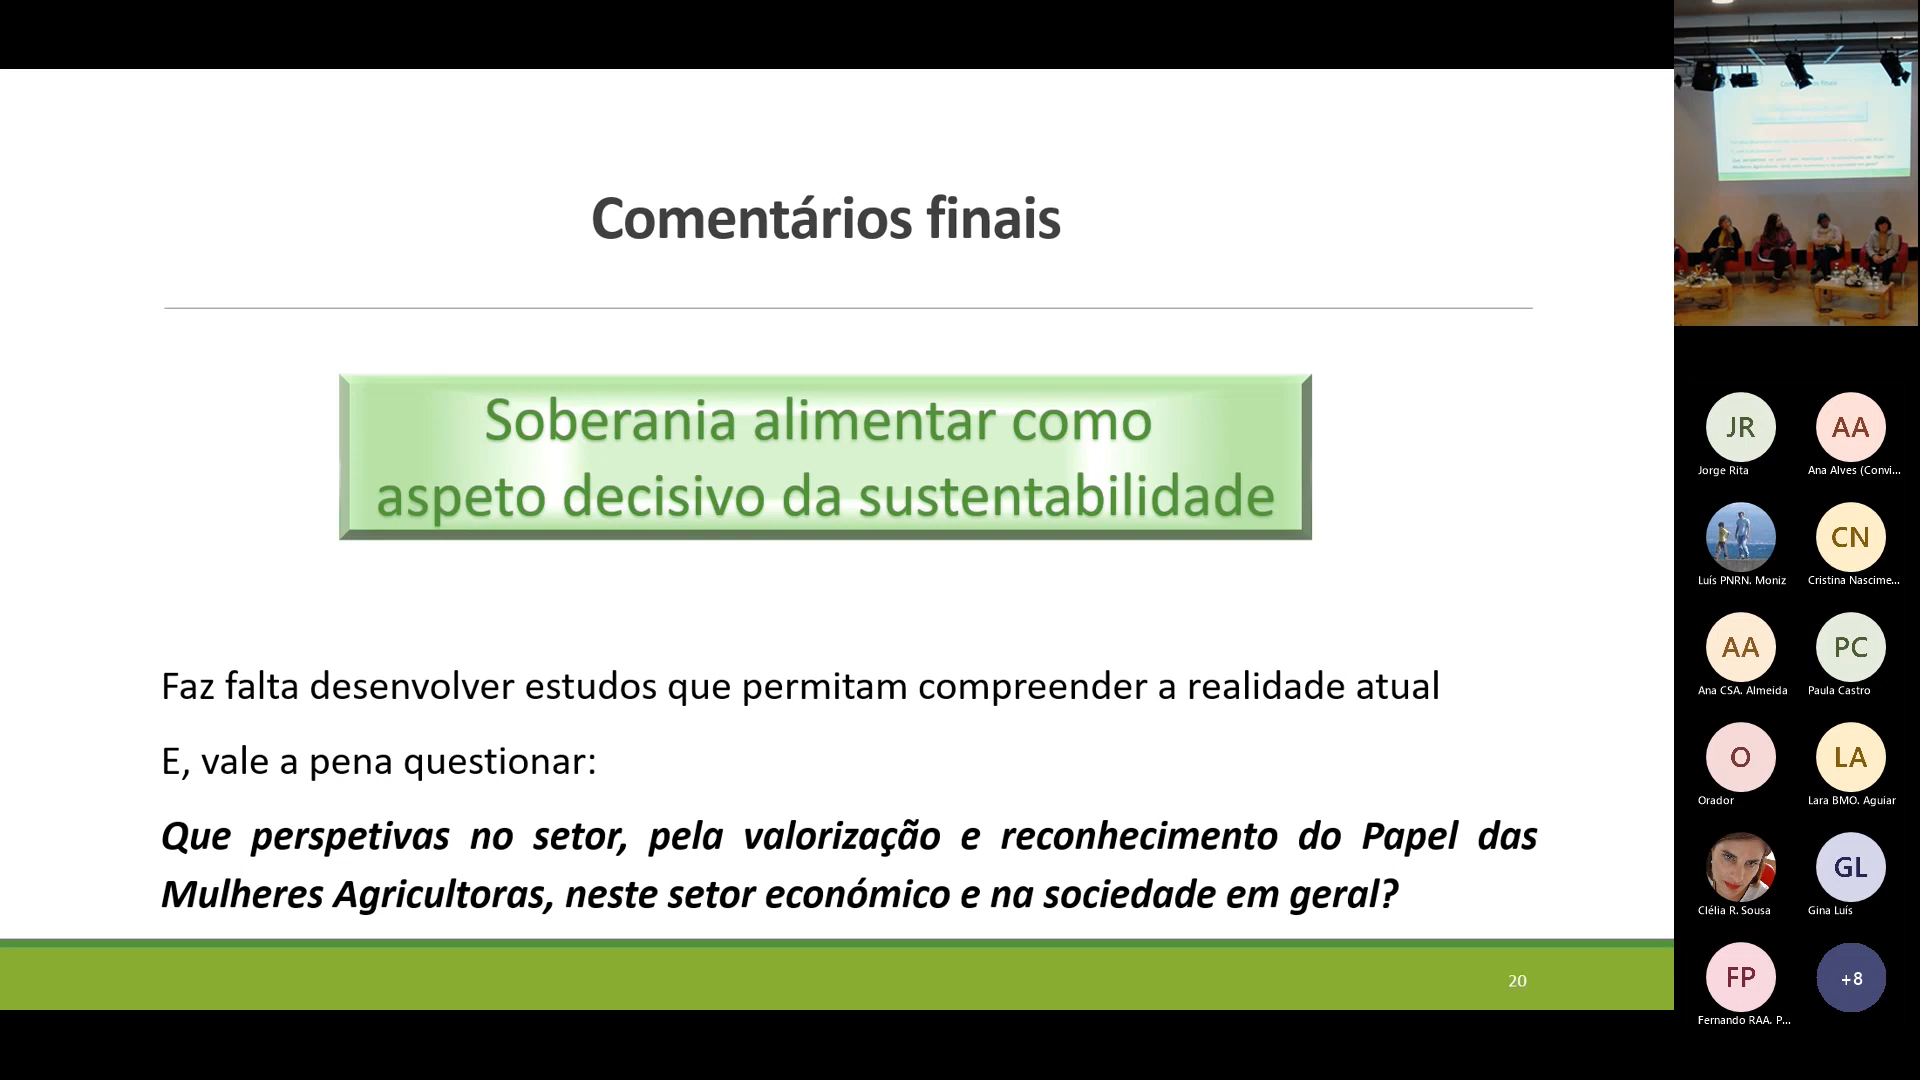 Comentários finais
Soberania alimentar como
aspeto decisivo da sustentabilidade
Faz falta desenvolver estudos que permitam compreender a realidade atual
E, vale a pena questionar:
Que perspetivas no setor, pela valorização e reconhecimento do Papel das
Mulheres Agricultoras, neste setor económico e na sociedade em geral?
20
JR
Jorge Rita
AA
Ana Alves (Convi...
Luís PNRN. Moniz
CN
Cristina Nascime...
AA
Ana CSA. Almeida
PC
Paula Castro
O
Orador
LA
Lara BMO. Aguiar
Clélia R. Sousa
GL
Gina Luís
FP
Fernando RAA. P...
+8